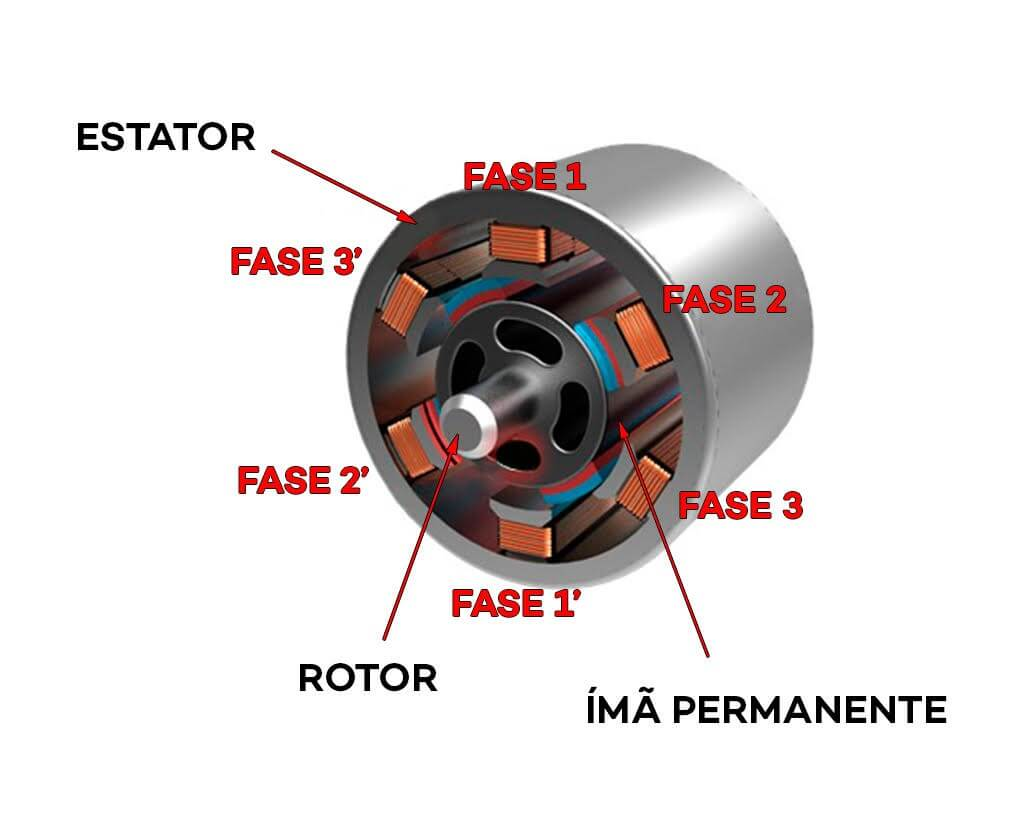 ESTATOR
FASE 1
FASE 3’
FASE 2
FASE 2’
FASE 3
FASE 1’
ROTOR
ÍMÃ PERMANENTE